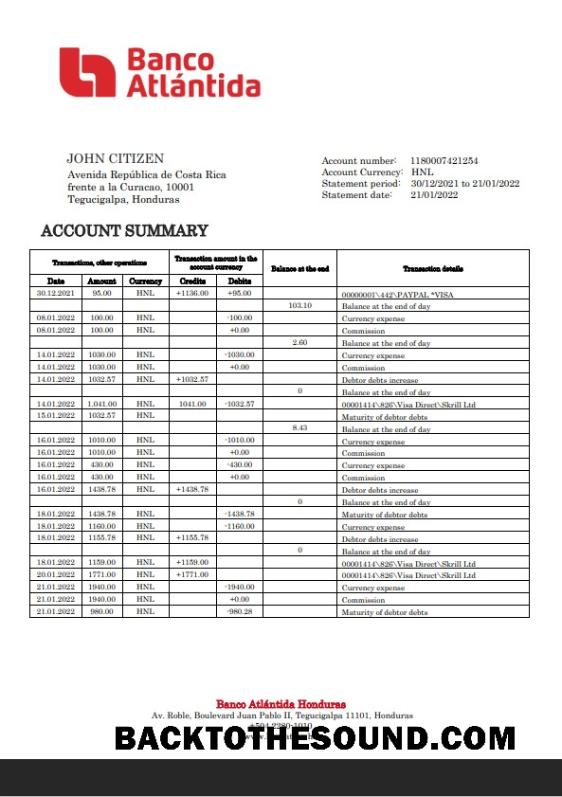 Banco
Atlántida
JOHN CITIZEN
Avenida República de Costa Rica
frente a la Curacao, 10001
Tegucigalpa, Honduras
Account number: 1180007421254
Account Currency: HNL
Statement period: 30/12/2021 to 21/01/2022
Statement date: 21/01/2022
ACCOUNT SUMMARY
Transactions, other operations Transaction amount in the account currency Balance at the end Transaction details
Date Amount Currency Credits Debits
30.12.2021 95.00 HNL +1136.00 +95.00 00000001\442\PAYPAL *VISA
103.10 Balance at the end of day
08.01.2022 100.00 HNL -100.00 Currency expense
08.01.2022 100.00 HNL +0.00 Commission
2.60 Balance at the end of day
14.01.2022 1030.00 HNL -1030.00 Currency expense
14.01.2022 1030.00 HNL +0.00 Commission
14.01.2022 1032.57 HNL +1032.57 Debtor debts increase
0 Balance at the end of day
14.01.2022 1.041.00 HNL 1041.00 -1032.57 00001414\826\Visa Direct\Skrill Ltd
15.01.2022 1032.57 HNL Maturity of debtor debts
8.43 Balance at the end of day
16.01.2022 1010.00 HNL -1010.00 Currency expense
16.01.2022 1010.00 HNL +0.00 Commission
16.01.2022 430.00 HNL -430.00 Currency expense
16.01.2022 430.00 HNL +0.00 Commission
16.01.2022 1438.78 HNL +1438.78 Debtor debts increase
0 Balance at the end of day
18.01.2022 1438.78 HNL -1438.78 Maturity of debtor debts
18.01.2022 1160.00 HNL -1160.00 Currency expense
18.01.2022 1155.78 HNL +1155.78 Debtor debts increase
0 Balance at the end of day
18.01.2022 1159.00 HNL +1159.00 00001414\826\Visa Direct\Skrill Ltd
20.01.2022 1771.00 HNL +1771.00 00001414\826\Visa Direct\Skrill Ltd
21.01.2022 1940.00 HNL -1940.00 Currency expense
21.01.2022 1940.00 HNL +0.00 Commission
21.01.2022 980.00 HNL -980.28 Maturity of debtor debts
Banco Atlántida Honduras
Av. Roble, Boulevard Juan Pablo II, Tegucigalpa 11101, Honduras
BACKTOTHESOUND.COM